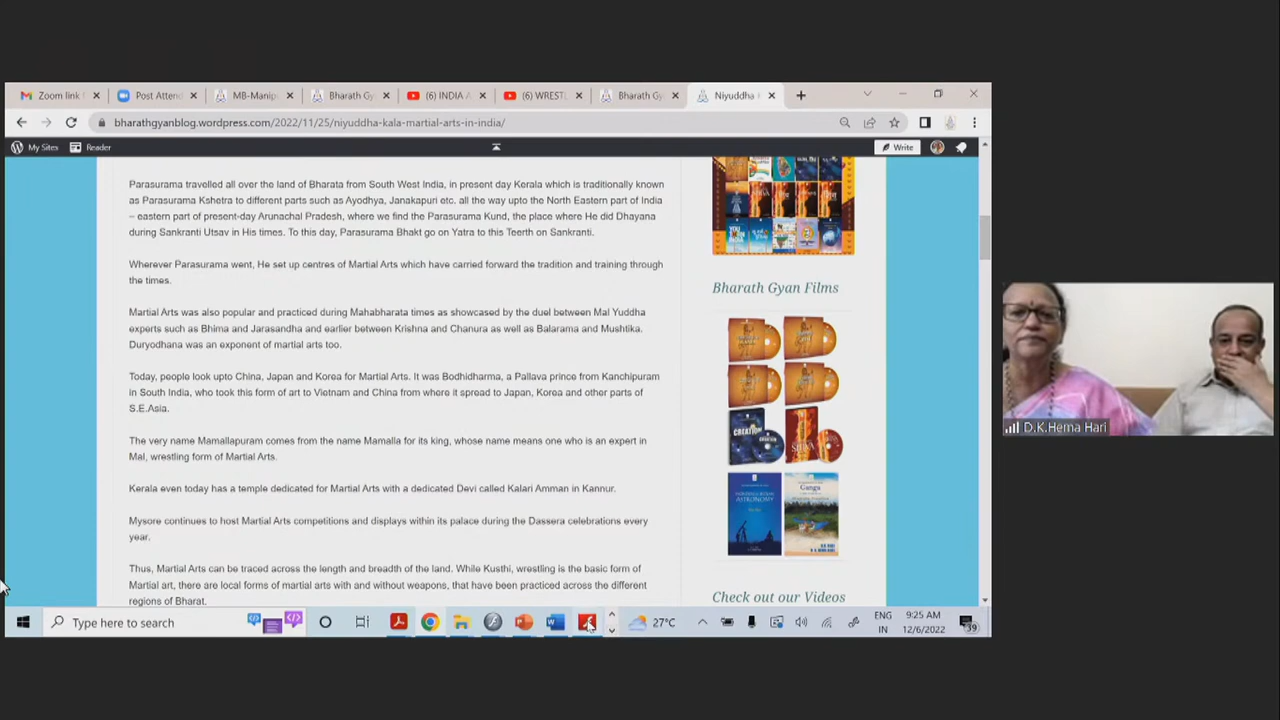 Zoom link
Post Attend
MB-Manip
Bharath Gy
(6) INDIA A
(6) WREST
Bharath Gy
Niyuddha
bharathgyanblog.wordpress.com/2022/11/25/niyuddha-kala-martial-arts-in-india/
My Sites
Reader
Write
Parasurama travelled all over the land of Bharata from South West India, in present day Kerala which is traditionally known
as Parasurama Kshetra to different parts such as Ayodhya, Janakapuri etc. all the way upto the North Eastern part of India
– eastern part of present-day Arunachal Pradesh, where we find the Parasurama Kund, the place where He did Dhayana
during Sankranti Utsav in His times. To this day, Parasurama Bhakt go on Yatra to this Teerth on Sankranti.
Wherever Parasurama went, He set up centres of Martial Arts which have carried forward the tradition and training through
the times.
Martial Arts was also popular and practiced during Mahabharata times as showcased by the duel between Mal Yuddha
experts such as Bhima and Jarasandha and earlier between Krishna and Chanura as well as Balarama and Mushtika.
Duryodhana was an exponent of martial arts too.
Today, people look upto China, Japan and Korea for Martial Arts. It was Bodhidharma, a Pallava prince from Kanchipuram
in South India, who took this form of art to Vietnam and China from where it spread to Japan, Korea and other parts of
S.E.Asia.
The very name Mamallapuram comes from the name Mamalla for its king, whose name means one who is an expert in
Mal, wrestling form of Martial Arts.
Kerala even today has a temple dedicated for Martial Arts with a dedicated Devi called Kalari Amman in Kannur.
Mysore continues to host Martial Arts competitions and displays within its palace during the Dassera celebrations every
year.
Thus, Martial Arts can be traced across the length and breadth of the land. While Kusthi, wrestling is the basic form of
Martial art, there are local forms of martial arts with and without weapons, that have been practiced across the different
regions of Bharat.
Bharath Gyan Films
CREATION
Ganga
Check out our Videos
D.K.Hema Hari
Type here to search
27°C
ENG
IN
9:25 AM
12/6/2022
39